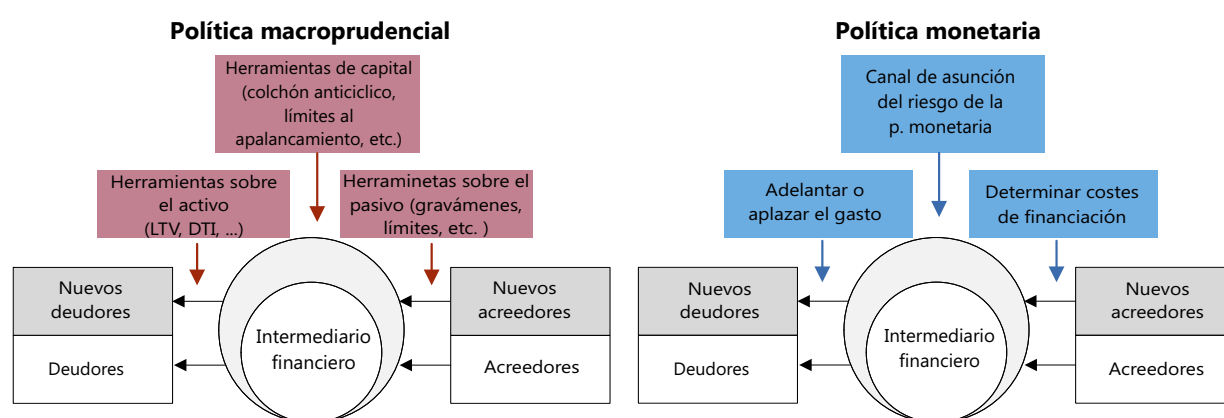 Política macroprudencial
Herramientas de capital
(colchón anticiclico,
límites al
apalancamiento, etc.)
Herramientas sobre
el activo
(LTV, DTI, ...)
Herraminetas sobre el
pasivo (gravámenes,
límites, etc. )
Nuevos
deudores
Deudores
Intermediario
financiero
Nuevos
acreedores
Acreedores
Política monetaria
Canal de asunción
del riesgo de la
p. monetaria
Adelantar o
aplazar el gasto
Determinar costes
de financiación
Nuevos
deudores
Deudores
Intermediario
financiero
Nuevos
acreedores
Acreedores